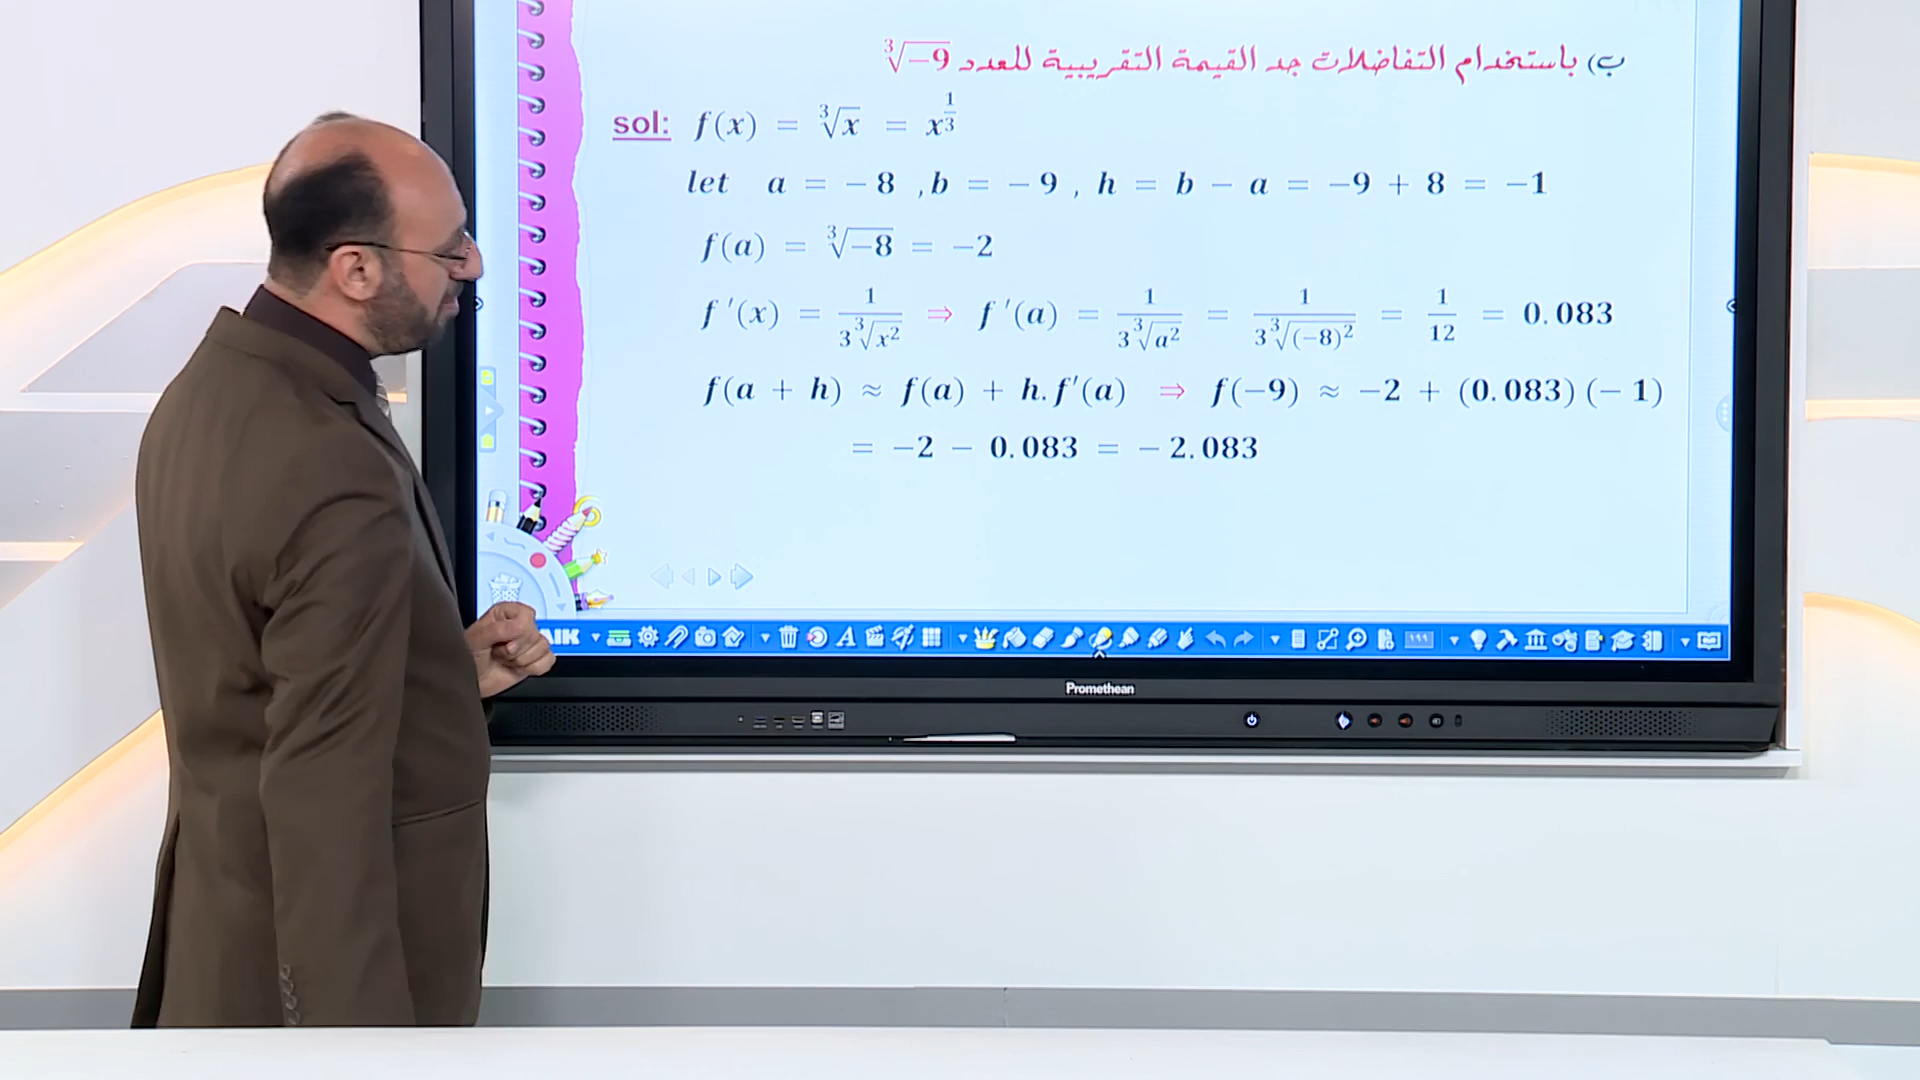 ب) باستخدام التفاضلات جد القيمة التقريبية للعدد ∛(−9)
sol: f(x) = ∛x = x^(1/3)
let a = −8 , b = −9 , h = b − a = −9 + 8 = −1
f(a) = ∛(−8) = −2
f ′(x) = 1/(3∛(x²)) ⇒ f ′(a) = 1/(3∛(a²)) = 1/(3∛((−8)²)) = 1/12 = 0.083
f(a + h) ≈ f(a) + h.f′(a) ⇒ f(−9) ≈ −2 + (0.083)(− 1)
= −2 − 0.083 = − 2.083
Promethean